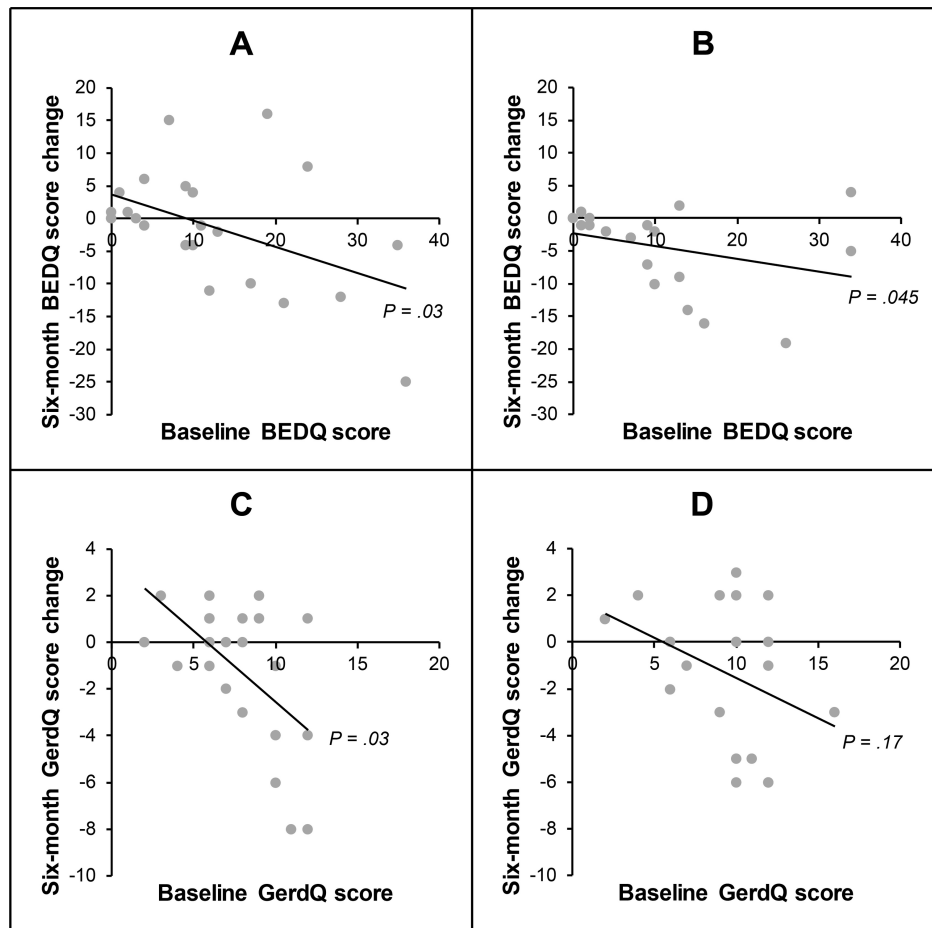 A
Six-month BEDQ score change
20
15
10
5
0
-5
-10
-15
-20
-25
-30
0 10 20 30 40
P = .03
Baseline BEDQ score
B
Six-month BEDQ score change
20
15
10
5
0
-5
-10
-15
-20
-25
-30
0 10 20 30 40
P = .045
Baseline BEDQ score
C
Six-month GerdQ score change
4
2
0
-2
-4
-6
-8
-10
0 5 10 15 20
P = .03
Baseline GerdQ score
D
Six-month GerdQ score change
4
2
0
-2
-4
-6
-8
-10
0 5 10 15 20
P = .17
Baseline GerdQ score